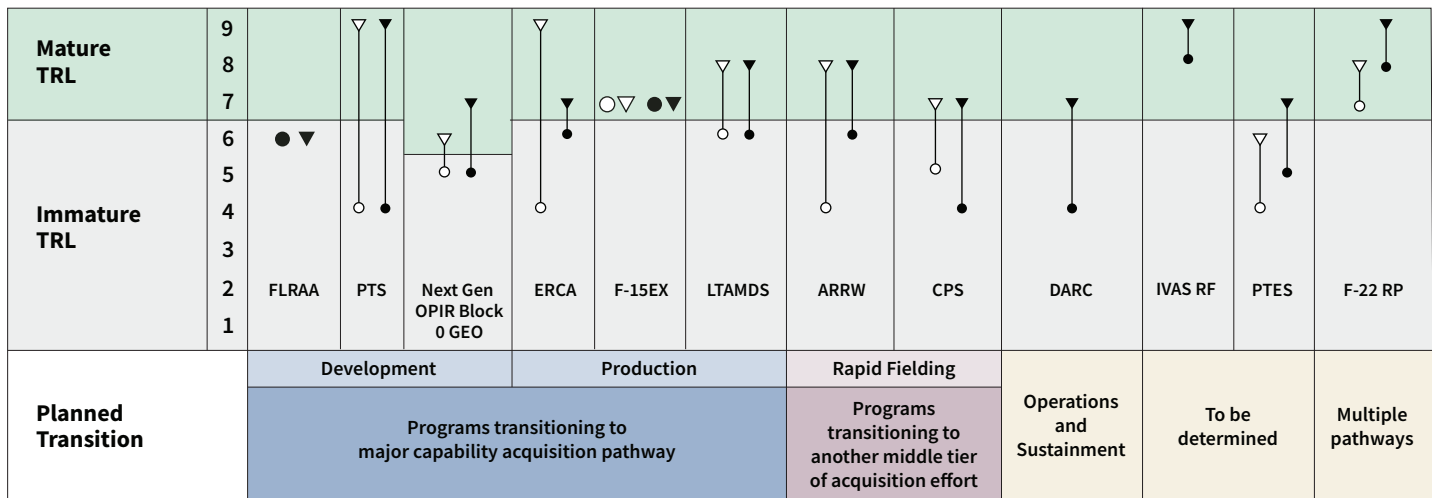 Mature
TRL
9
8
7
Immature
TRL
6
5
4
3
2
1
FLRAA
PTS
Next Gen
OPIR Block
0 GEO
ERCA
F-15EX
LTAMDS
ARRW
CPS
DARC
IVAS RF
PTES
F-22 RP
Planned
Transition
Development
Production
Programs transitioning to
major capability acquisition pathway
Rapid Fielding
Programs
transitioning to
another middle tier
of acquisition effort
Operations
and
Sustainment
To be
determined
Multiple
pathways